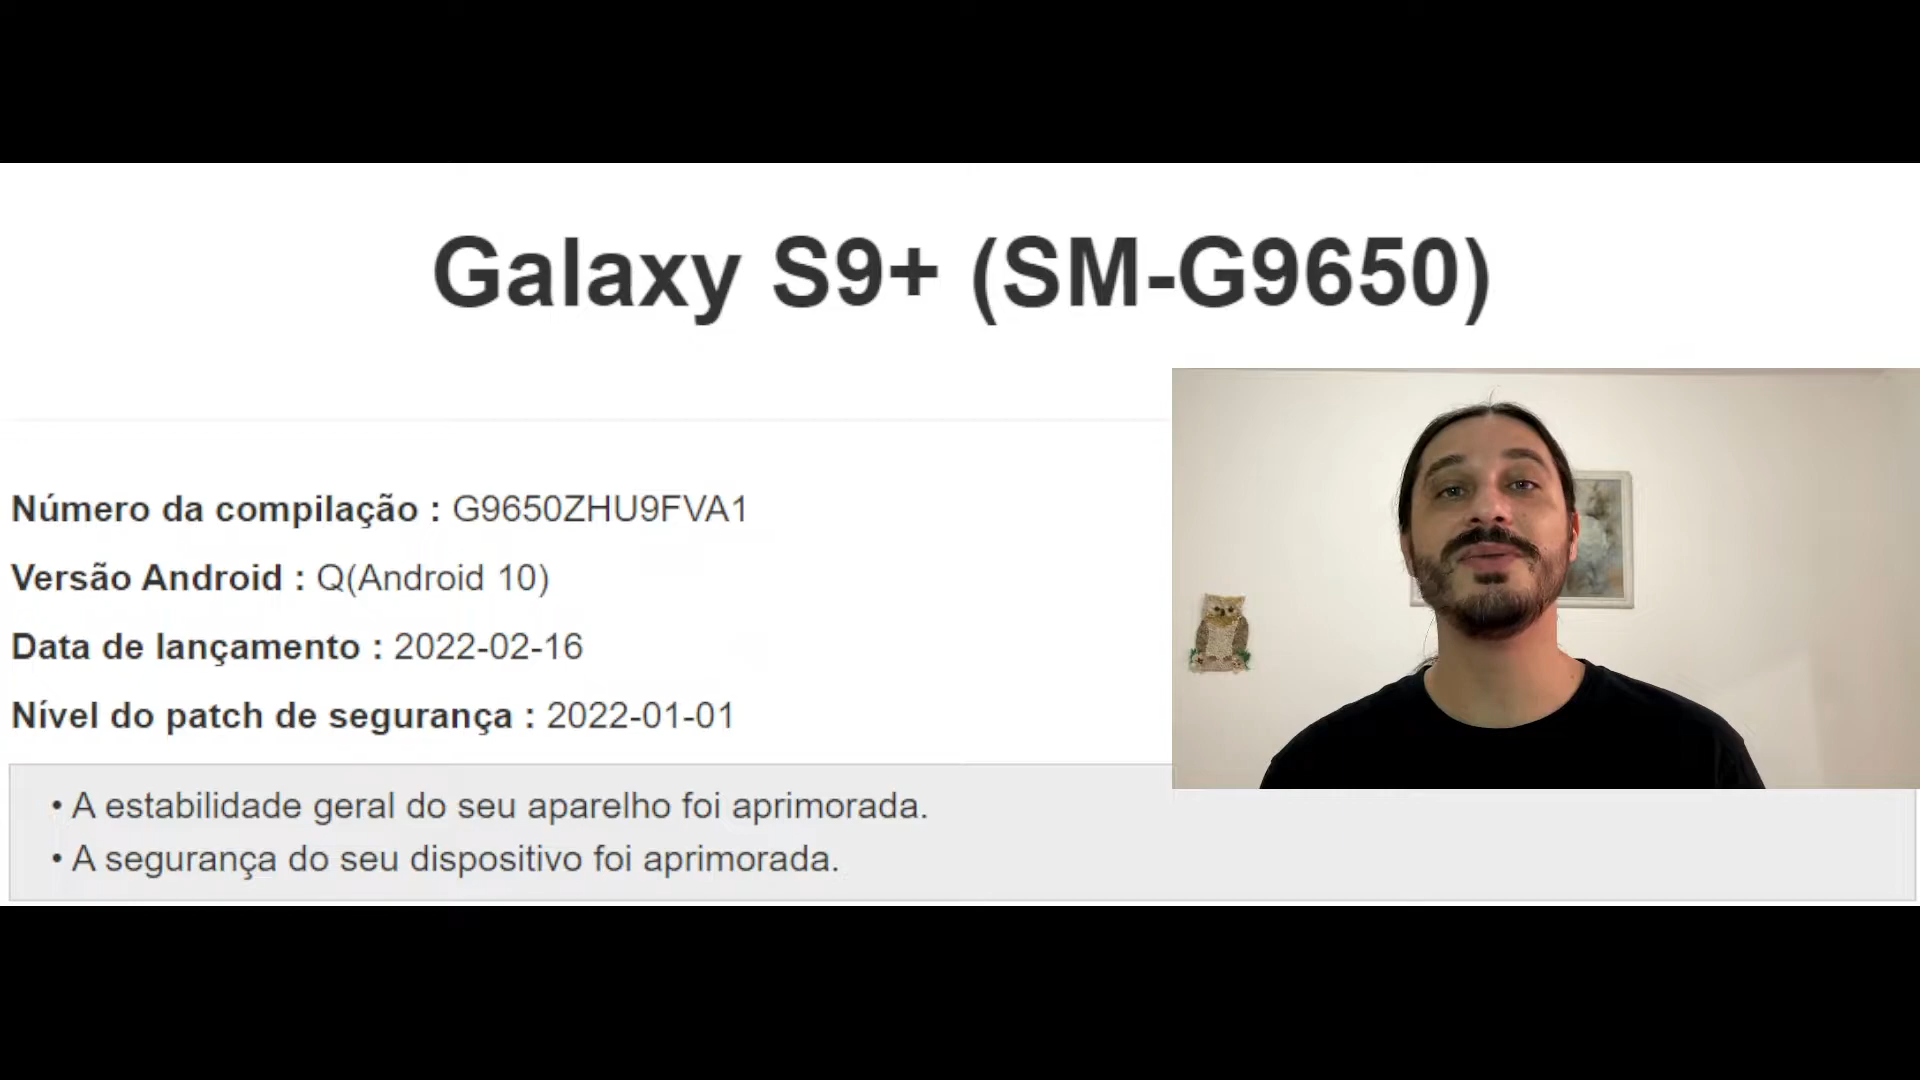 Galaxy S9+ (SM-G9650)
Número da compilação : G9650ZHU9FVA1
Versão Android : Q(Android 10)
Data de lançamento : 2022-02-16
Nível do patch de segurança : 2022-01-01
• A estabilidade geral do seu aparelho foi aprimorada.
• A segurança do seu dispositivo foi aprimorada.